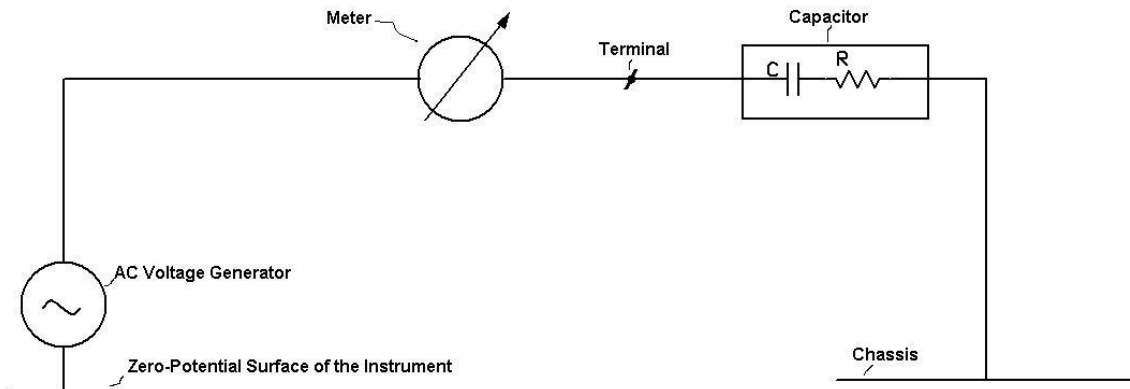 Capacitor
Meter
Terminal
C
R
AC Voltage Generator
Zero-Potential Surface of the Instrument
Chassis